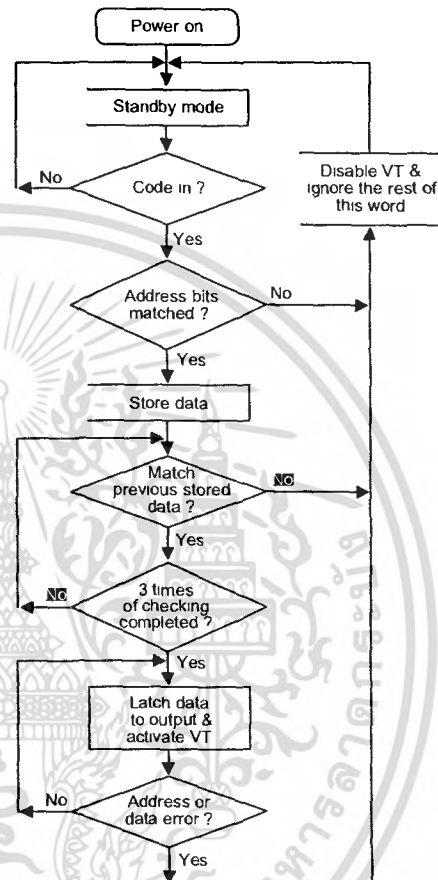 Power on
Standby mode
No
Code in ?
Disable VT &
ignore the rest of
this word
Yes
Address bits
matched ?
No
Yes
Store data
Match
previous stored
data ?
No
Yes
3 times
of checking
completed ?
No
Yes
Latch data
to output &
activate VT
Address or
data error ?
No
Yes